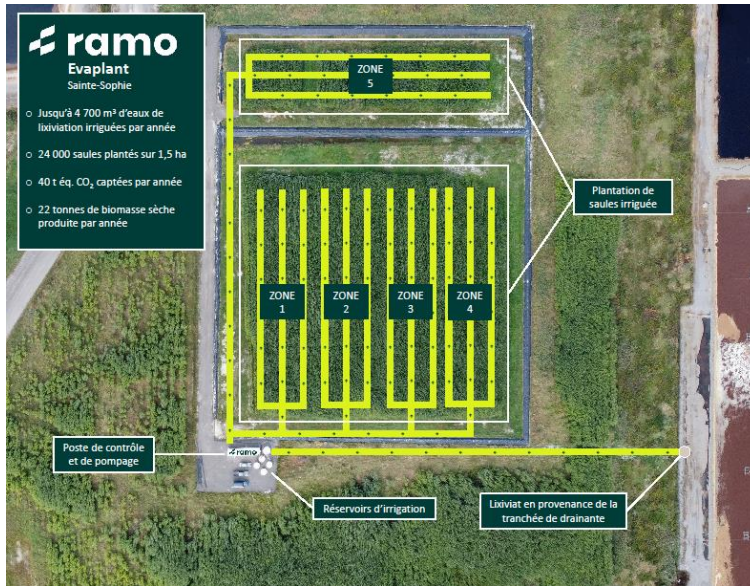 ramo
Evaplant
Sainte-Sophie
Jusqu'à 4 700 m³ d'eaux de
lixiviation irriguées par année
24 000 saules plantés sur 1,5 ha
40 t éq. CO₂ captées par année
22 tonnes de biomasse sèche
produite par année
ZONE
5
Plantation de
saules irriguée
ZONE
1
ZONE
2
ZONE
3
ZONE
4
Poste de contrôle
et de pompage
ramo
Réservoirs d'irrigation
Lixiviat en provenance de la
tranchée de drainante